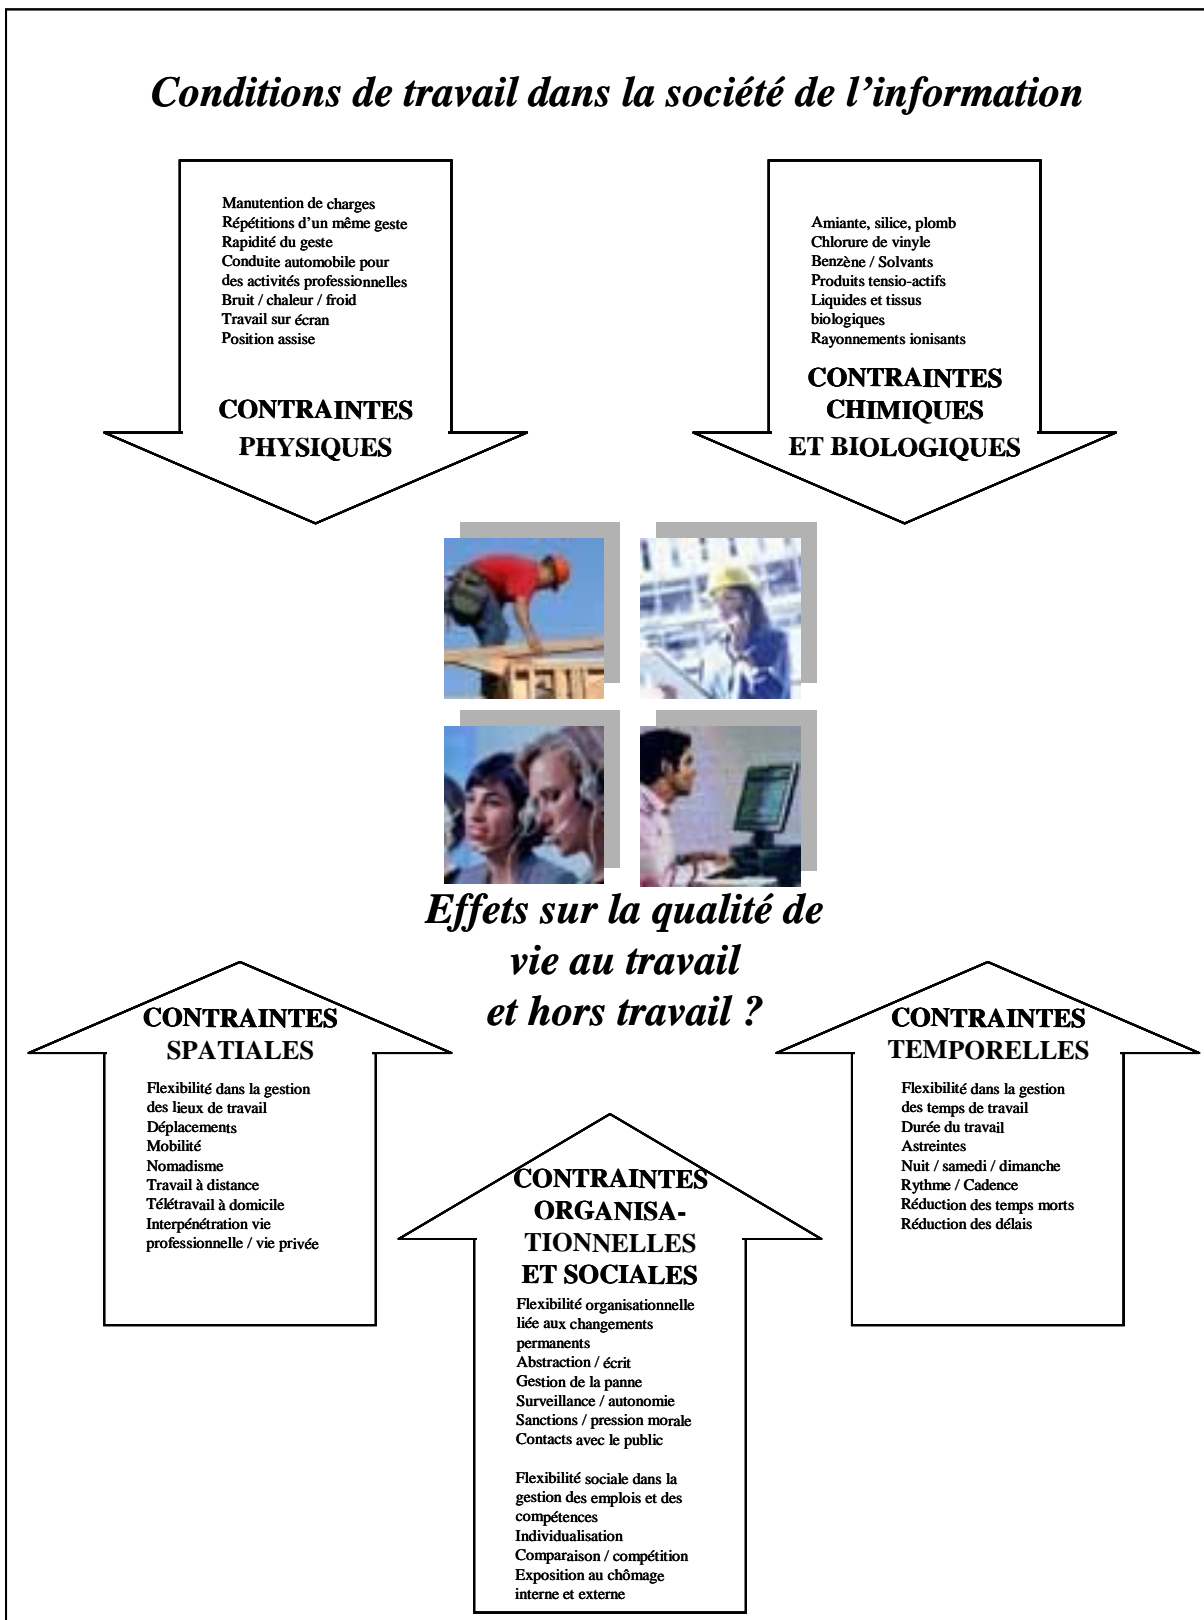 Conditions de travail dans la société de l’information
Manutention de charges
Répétitions d’un même geste
Rapidité du geste
Conduite automobile pour
des activités professionnelles
Bruit / chaleur / froid
Travail sur écran
Position assise
CONTRAINTES
PHYSIQUES
Amiante, silice, plomb
Chlorure de vinyle
Benzène / Solvants
Produits tensio-actifs
Liquides et tissus
biologiques
Rayonnements ionisants
CONTRAINTES
CHIMIQUES
ET BIOLOGIQUES
Effets sur la qualité de
vie au travail
et hors travail ?
CONTRAINTES
SPATIALES
Flexibilité dans la gestion
des lieux de travail
Déplacements
Mobilité
Nomadisme
Travail à distance
Télétravail à domicile
Interpénétration vie
professionnelle / vie privée
CONTRAINTES
ORGANISA-
TIONNELLES
ET SOCIALES
Flexibilité organisationnelle
liée aux changements
permanents
Abstraction / écrit
Gestion de la panne
Surveillance / autonomie
Sanctions / pression morale
Contacts avec le public
Flexibilité sociale dans la
gestion des emplois et des
compétences
Individualisation
Comparaison / compétition
Exposition au chômage
interne et externe
CONTRAINTES
TEMPORELLES
Flexibilité dans la gestion
des temps de travail
Durée du travail
Astreintes
Nuit / samedi / dimanche
Rythme / Cadence
Réduction des temps morts
Réduction des délais